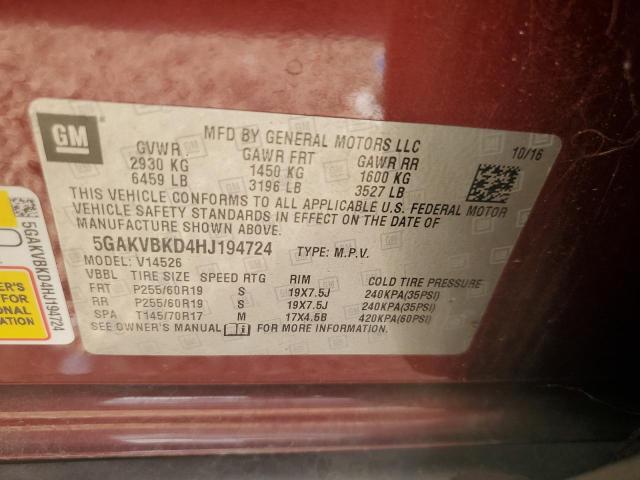 GM
MFD BY GENERAL MOTORS LLC
10/16
GVWR GAWR FRT GAWR RR
2930 KG 1450 KG 1600 KG
6459 LB 3196 LB 3527 LB
THIS VEHICLE CONFORMS TO ALL APPLICABLE U.S. FEDERAL MOTOR
VEHICLE SAFETY STANDARDS IN EFFECT ON THE DATE OF
MANUFACTURE SHOWN ABOVE.
5GAKVBKD4HJ194724 TYPE: M.P.V.
MODEL: V14526
VBBL TIRE SIZE SPEED RTG RIM COLD TIRE PRESSURE
FRT P255/60R19 S 19X7.5J 240KPA(35PSI)
RR P255/60R19 S 19X7.5J 240KPA(35PSI)
SPA T145/70R17 M 17X4.5B 420KPA(60PSI)
SEE OWNER'S MANUAL FOR MORE INFORMATION.
5GAKVBKD4HJ194724
FOR